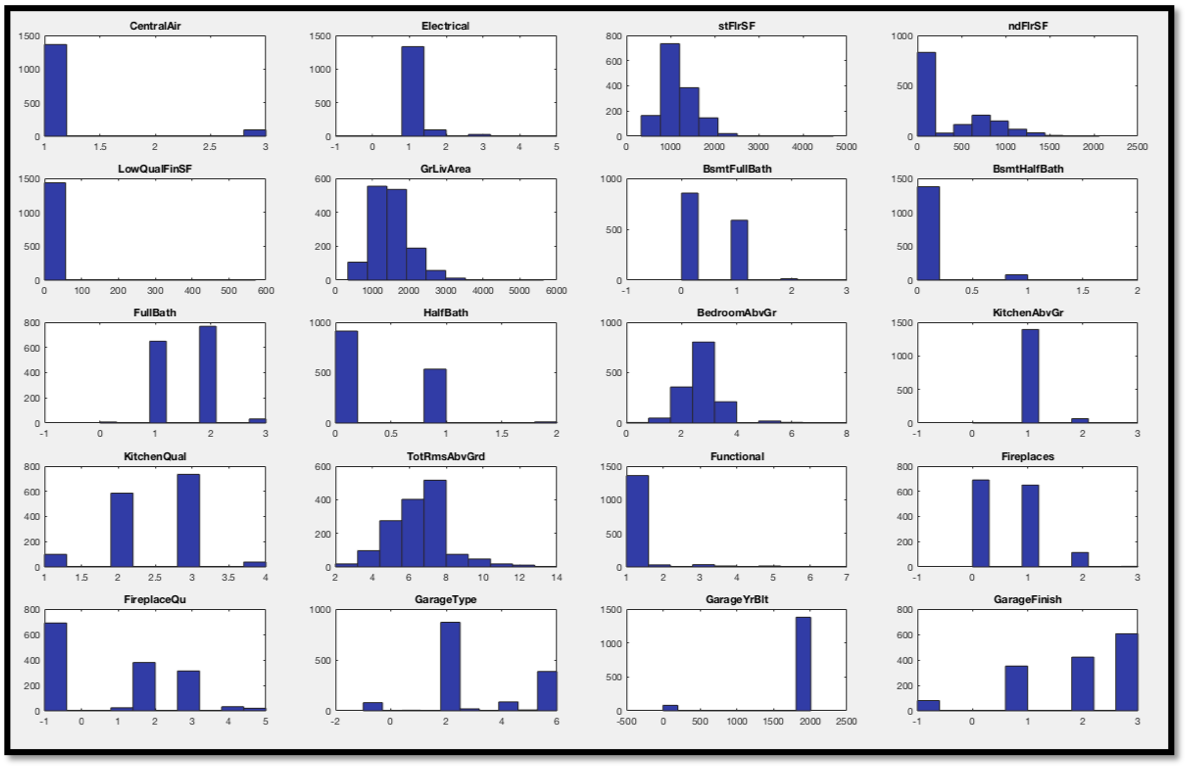 CentralAir Electrical stFlrSF ndFlrSF
1500 1500 800 1000
600
1000 1000
400 500
500 500
200
0 0 0 0
1 1.5 2 2.5 3 -1 0 1 2 3 4 5 0 1000 2000 3000 4000 5000 0 500 1000 1500 2000 2500
LowQualFinSF GrLivArea BsmtFullBath BsmtHalfBath
1500 600 1000 1500
1000 400 1000
500
500 200 500
0 0 0 0
0 100 200 300 400 500 600 0 1000 2000 3000 4000 5000 6000 -1 0 1 2 3 0 0.5 1 1.5 2
FullBath HalfBath BedroomAbvGr KitchenAbvGr
800 1000 1000 1500
600
1000
400 500 500
500
200
0 0 0 0
-1 0 1 2 3 0 0.5 1 1.5 2 0 2 4 6 8 -1 0 1 2 3
KitchenQual TotRmsAbvGrd Functional Fireplaces
800 600 1500 800
600 600
400 1000
400 400
200 500
200 200
0 0 0 0
1 1.5 2 2.5 3 3.5 4 2 4 6 8 10 12 14 1 2 3 4 5 6 7 -1 0 1 2 3
FireplaceQu GarageType GarageYrBlt GarageFinish
800 1000 1500 800
600 600
1000
400 500 400
500
200 200
0 0 0 0
-1 0 1 2 3 4 5 -2 0 2 4 6 -500 0 500 1000 1500 2000 2500 -1 0 1 2 3